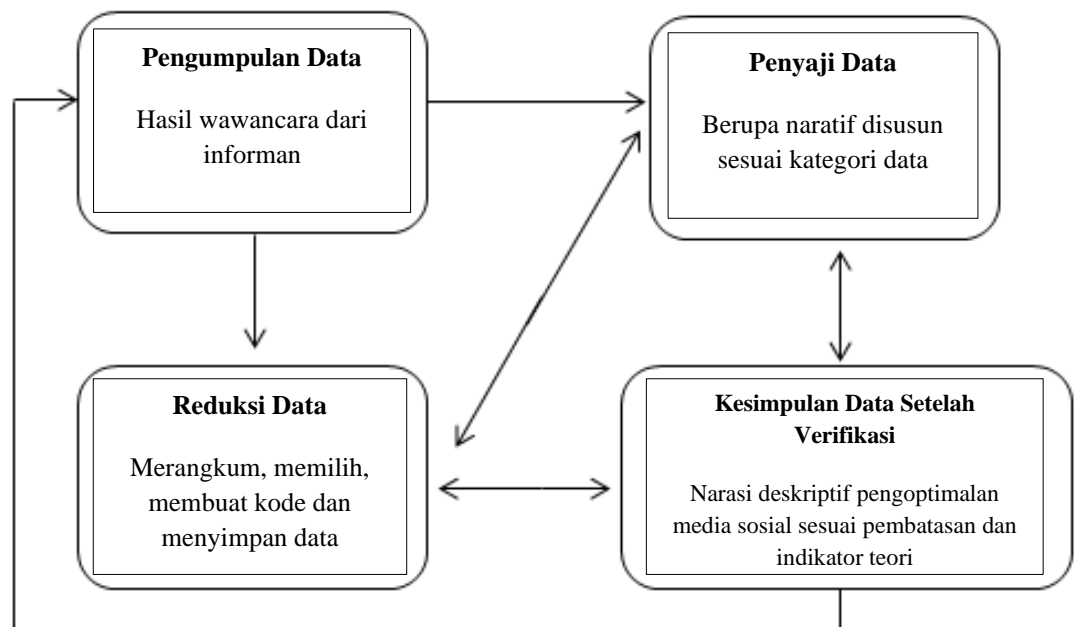 Pengumpulan Data
Hasil wawancara dari
informan
Penyaji Data
Berupa naratif disusun
sesuai kategori data
Reduksi Data
Merangkum, memilih,
membuat kode dan
menyimpan data
Kesimpulan Data Setelah
Verifikasi
Narasi deskriptif pengoptimalan
media sosial sesuai pembatasan dan
indikator teori